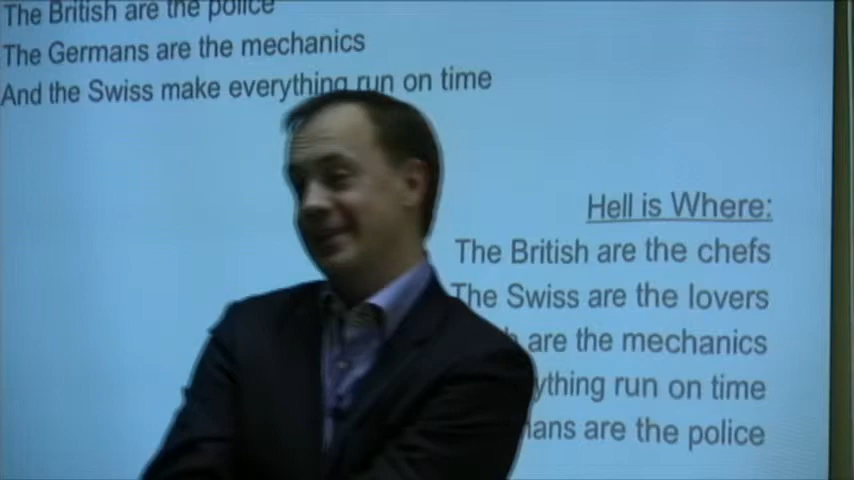 The British are the police
The Germans are the mechanics
And the Swiss make everything run on time
Hell is Where:
The British are the chefs
The Swiss are the lovers
are the mechanics
run on time
are the police